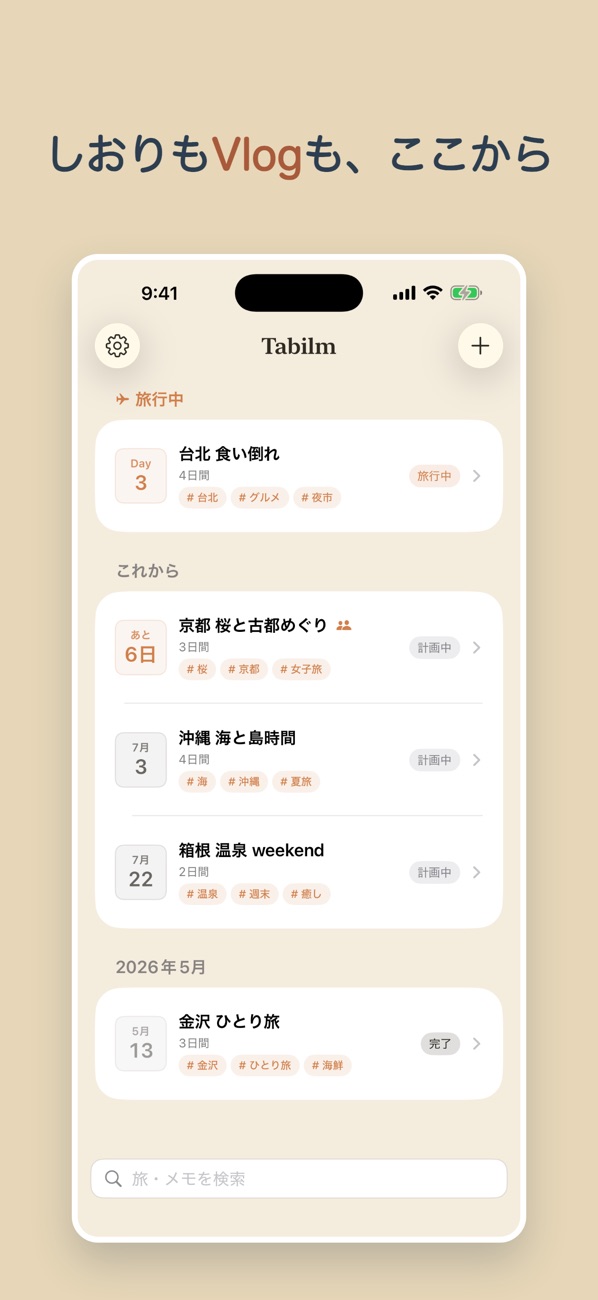 しおりもVlogも、ここから
9:41
Tabilm
旅行中
Day
3
台北 食い倒れ
4日間
# 台北 # グルメ # 夜市
旅行中
これから
あと
6日
京都 桜と古都めぐり
3日間
# 桜 # 京都 # 女子旅
計画中
7月
3
沖縄 海と島時間
4日間
# 海 # 沖縄 # 夏旅
計画中
7月
22
箱根 温泉 weekend
2日間
# 温泉 # 週末 # 癒し
計画中
2026年5月
5月
13
金沢 ひとり旅
3日間
# 金沢 # ひとり旅 # 海鮮
完了
旅・メモを検索